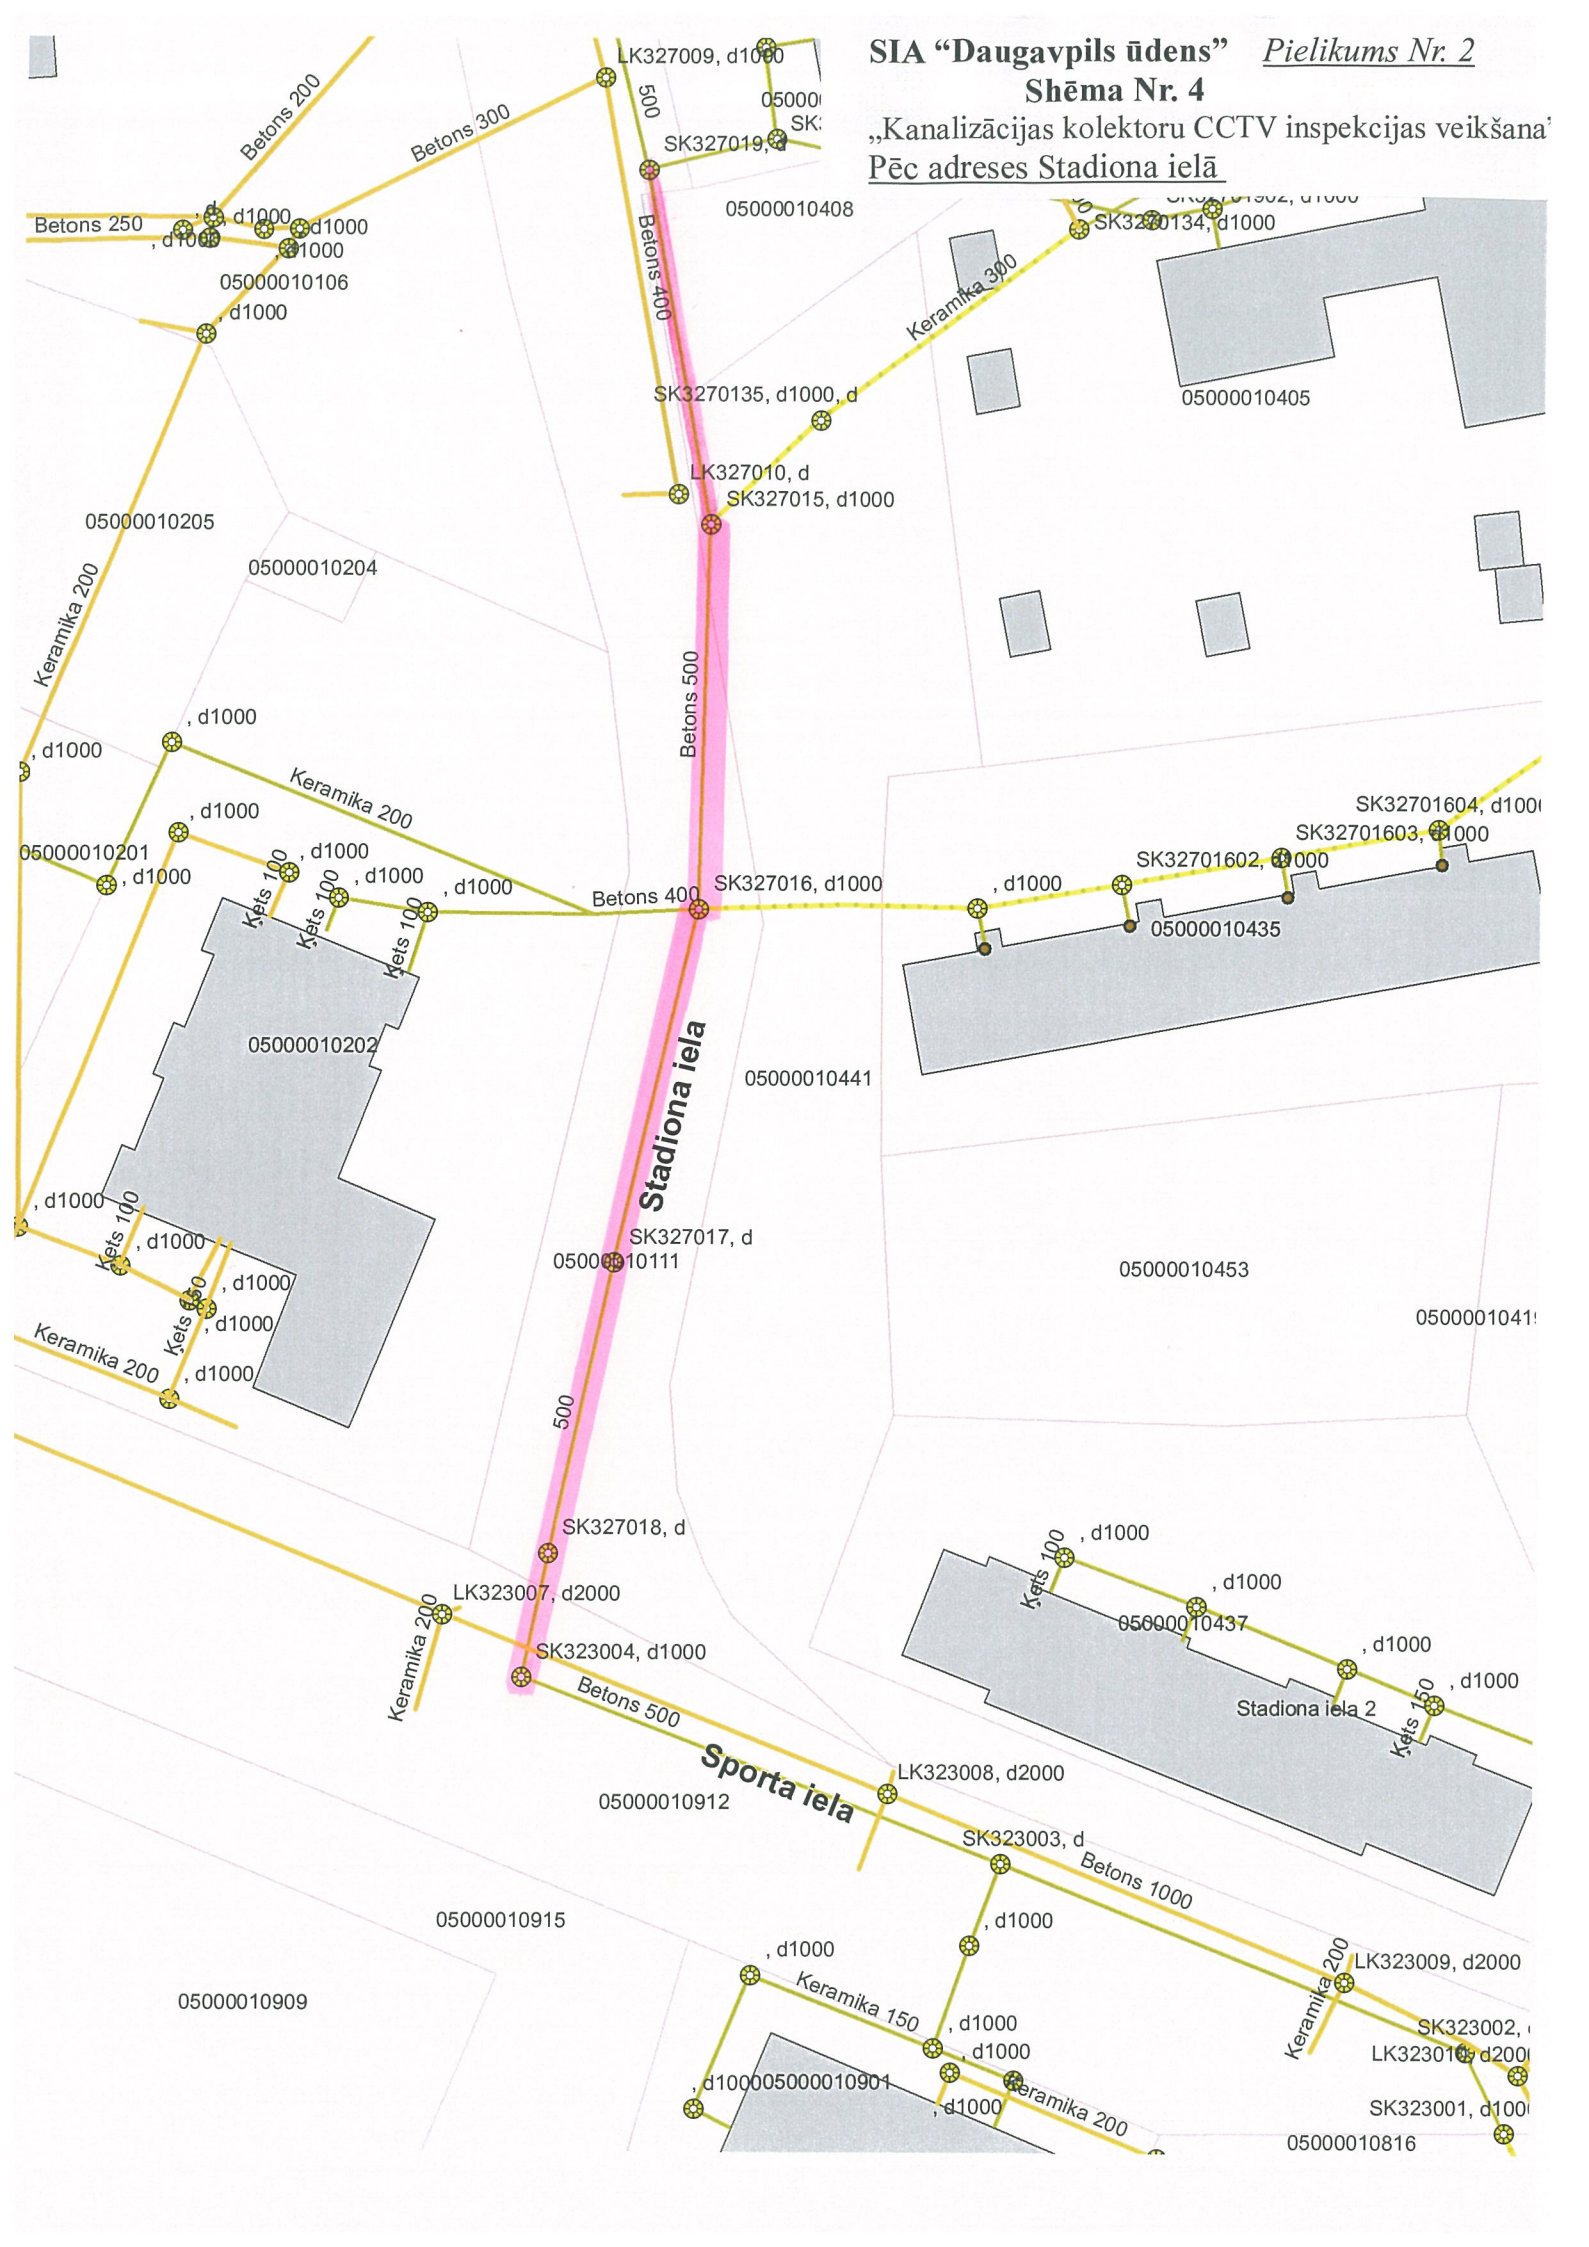 SIA “Daugavpils ūdens” Pielikums Nr. 2
Shēma Nr. 4
„Kanalizācijas kolektoru CCTV inspekcijas veikšana”
Pēc adreses Stadiona ielā
LK327009, d1000
500
Betons 200
Betons 300
SK327019, d
05000010408
Betons 250
, d1000
d1000
, d1000
05000010106
, d1000
Betons 400
SK3270134, d1000
Keramika 300
SK3270135, d1000, d
05000010405
LK327010, d
SK327015, d1000
05000010205
05000010204
Keramika 200
Betons 500
, d1000
, d1000
Keramika 200
, d1000
SK32701604, d1000
SK32701603, d1000
05000010201
, d1000
SK32701602, d1000
, d1000
, d1000
, d1000
Betons 400
SK327016, d1000
, d1000
Kets 100
Kets 100
Kets 100
05000010435
05000010202
Stadiona iela
05000010441
, d1000
Kets 100
, d1000
SK327017, d
05000010111
05000010453
, d1000
, d1000
Keramika 200
, d1000
500
SK327018, d
Kets 100
, d1000
LK323007, d2000
, d1000
05000010437
Keramika 200
SK323004, d1000
, d1000
, d1000
Betons 500
Stadiona iela 2
Kets 150
Sporta iela
LK323008, d2000
05000010912
SK323003, d
Betons 1000
05000010915
, d1000
, d1000
Keramika 200
LK323009, d2000
05000010909
Keramika 150
, d1000
SK323002,
, d1000
LK323010, d2000
, d1000
05000010901
Keramika 200
, d1000
SK323001, d1000
05000010816